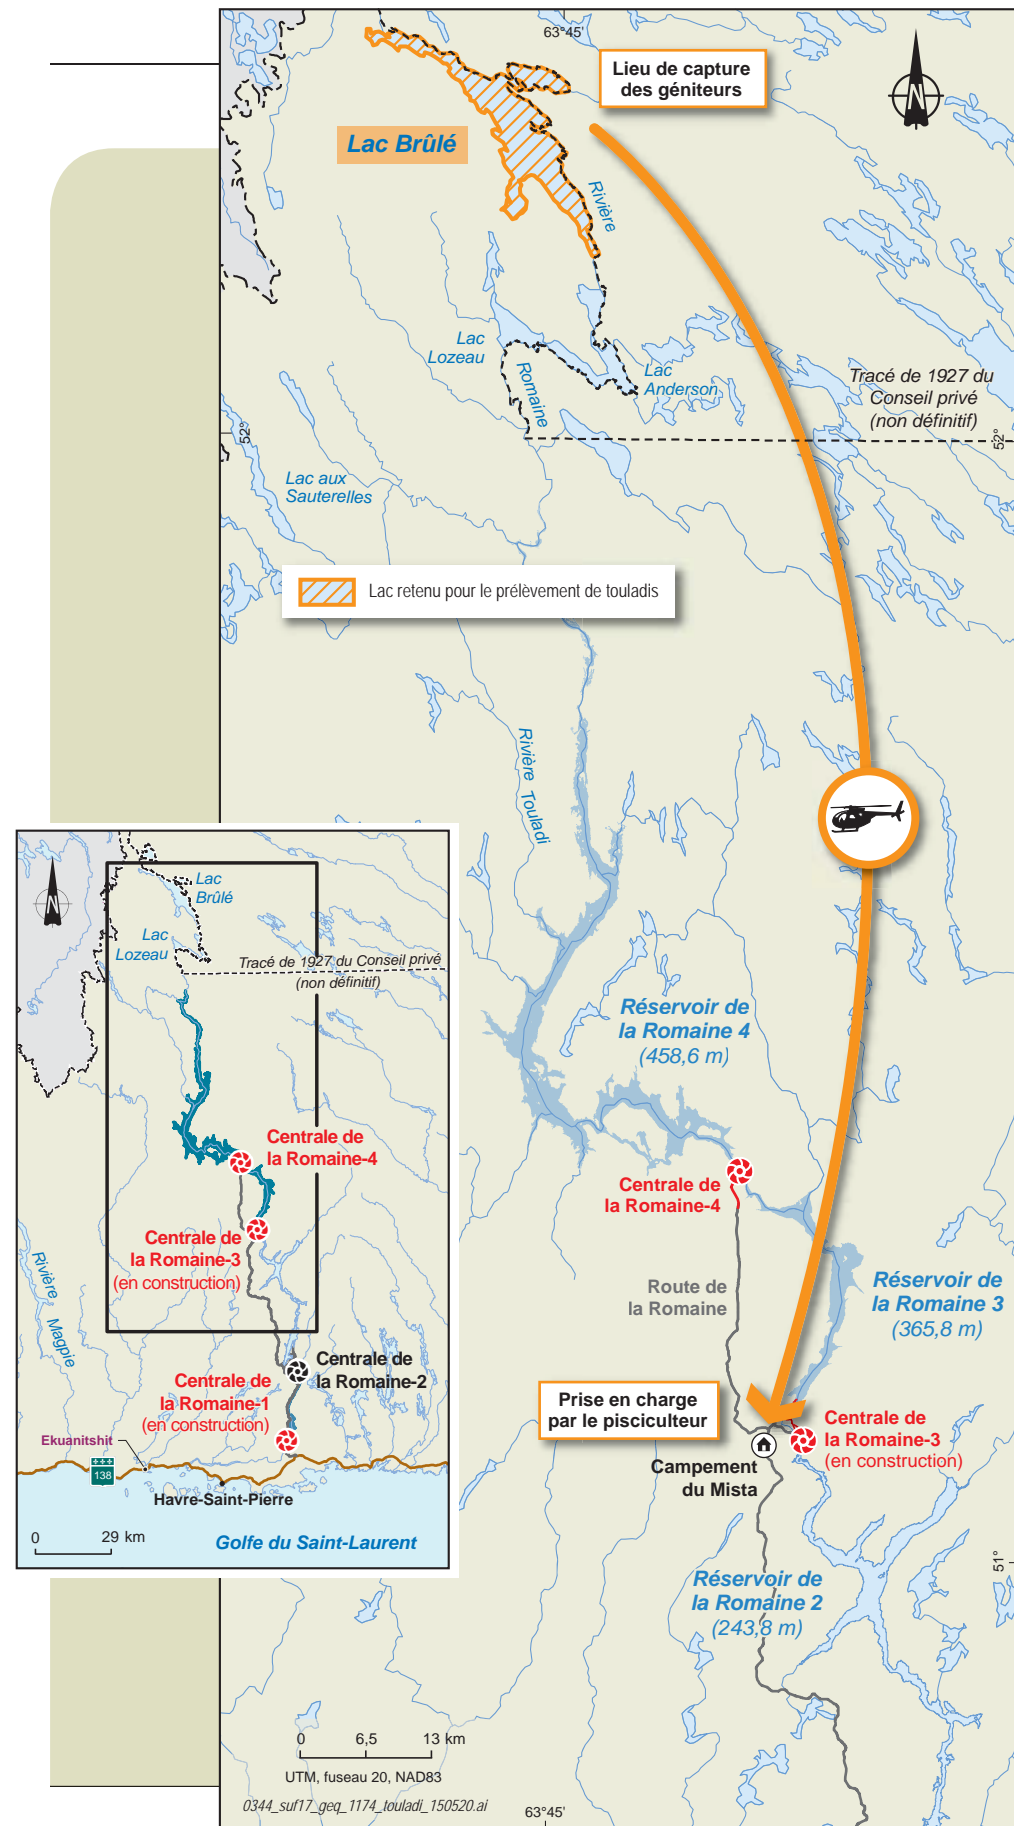 63°45'
Lieu de capture
des géniteurs
N
Lac Brûlé
Rivière
Lac
Lozeau
Romaine
Lac
Anderson
Tracé de 1927 du
Conseil privé
(non définitif)
52°
52°
Lac aux
Sauterelles
Lac retenu pour le prélèvement de touladis
Rivière Touladi
Réservoir de
la Romaine 4
(458,6 m)
Centrale de
la Romaine-4
Route de
la Romaine
Réservoir de
la Romaine 3
(365,8 m)
Prise en charge
par le pisciculteur
Centrale de
la Romaine-3
(en construction)
Campement
du Mista
51°
Réservoir de
la Romaine 2
(243,8 m)
0 6,5 13 km
UTM, fuseau 20, NAD83
0344_suf17_geq_1174_touladi_150520.ai
63°45'
N
Lac
Brûlé
Lac
Lozeau
Tracé de 1927 du Conseil privé
(non définitif)
Centrale de
la Romaine-4
Centrale de
la Romaine-3
(en construction)
Rivière Magpie
Centrale de
la Romaine-2
Centrale de
la Romaine-1
(en construction)
Ekuanitshit
138
Havre-Saint-Pierre
0 29 km
Golfe du Saint-Laurent